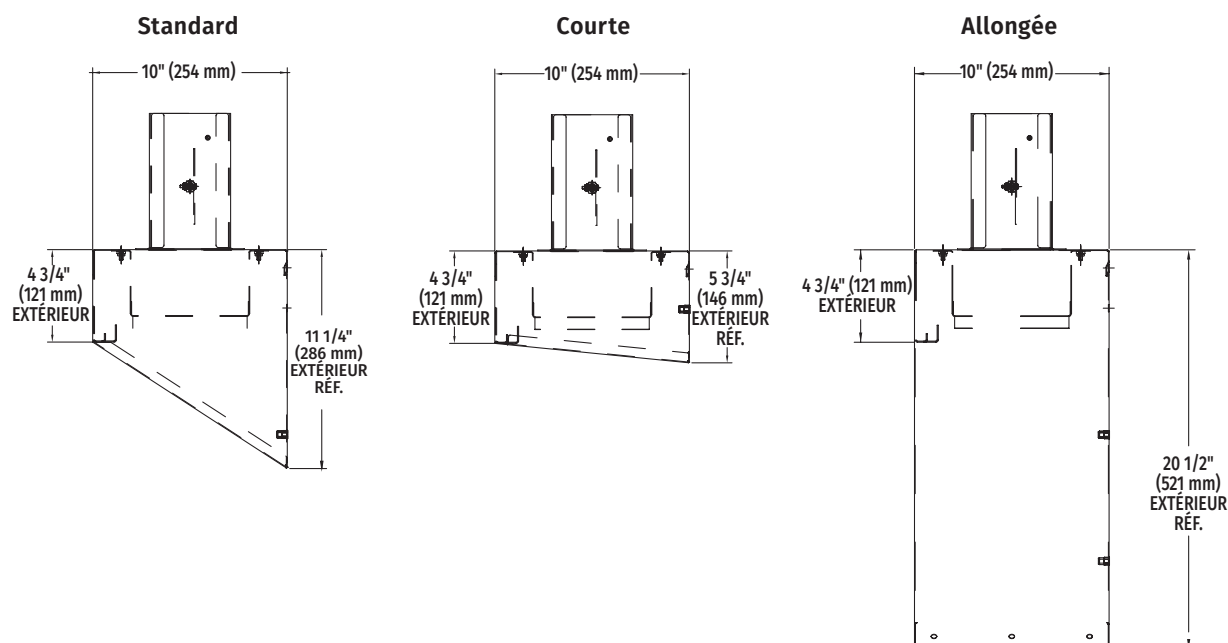 Standard
10" (254 mm)
4 3/4"
(121 mm)
EXTÉRIEUR
11 1/4"
(286 mm)
EXTÉRIEUR
RÉF.
Courte
10" (254 mm)
4 3/4"
(121 mm)
EXTÉRIEUR
5 3/4"
(146 mm)
EXTÉRIEUR
RÉF.
Allongée
10" (254 mm)
4 3/4" (121 mm)
EXTÉRIEUR
20 1/2"
(521 mm)
EXTÉRIEUR
RÉF.